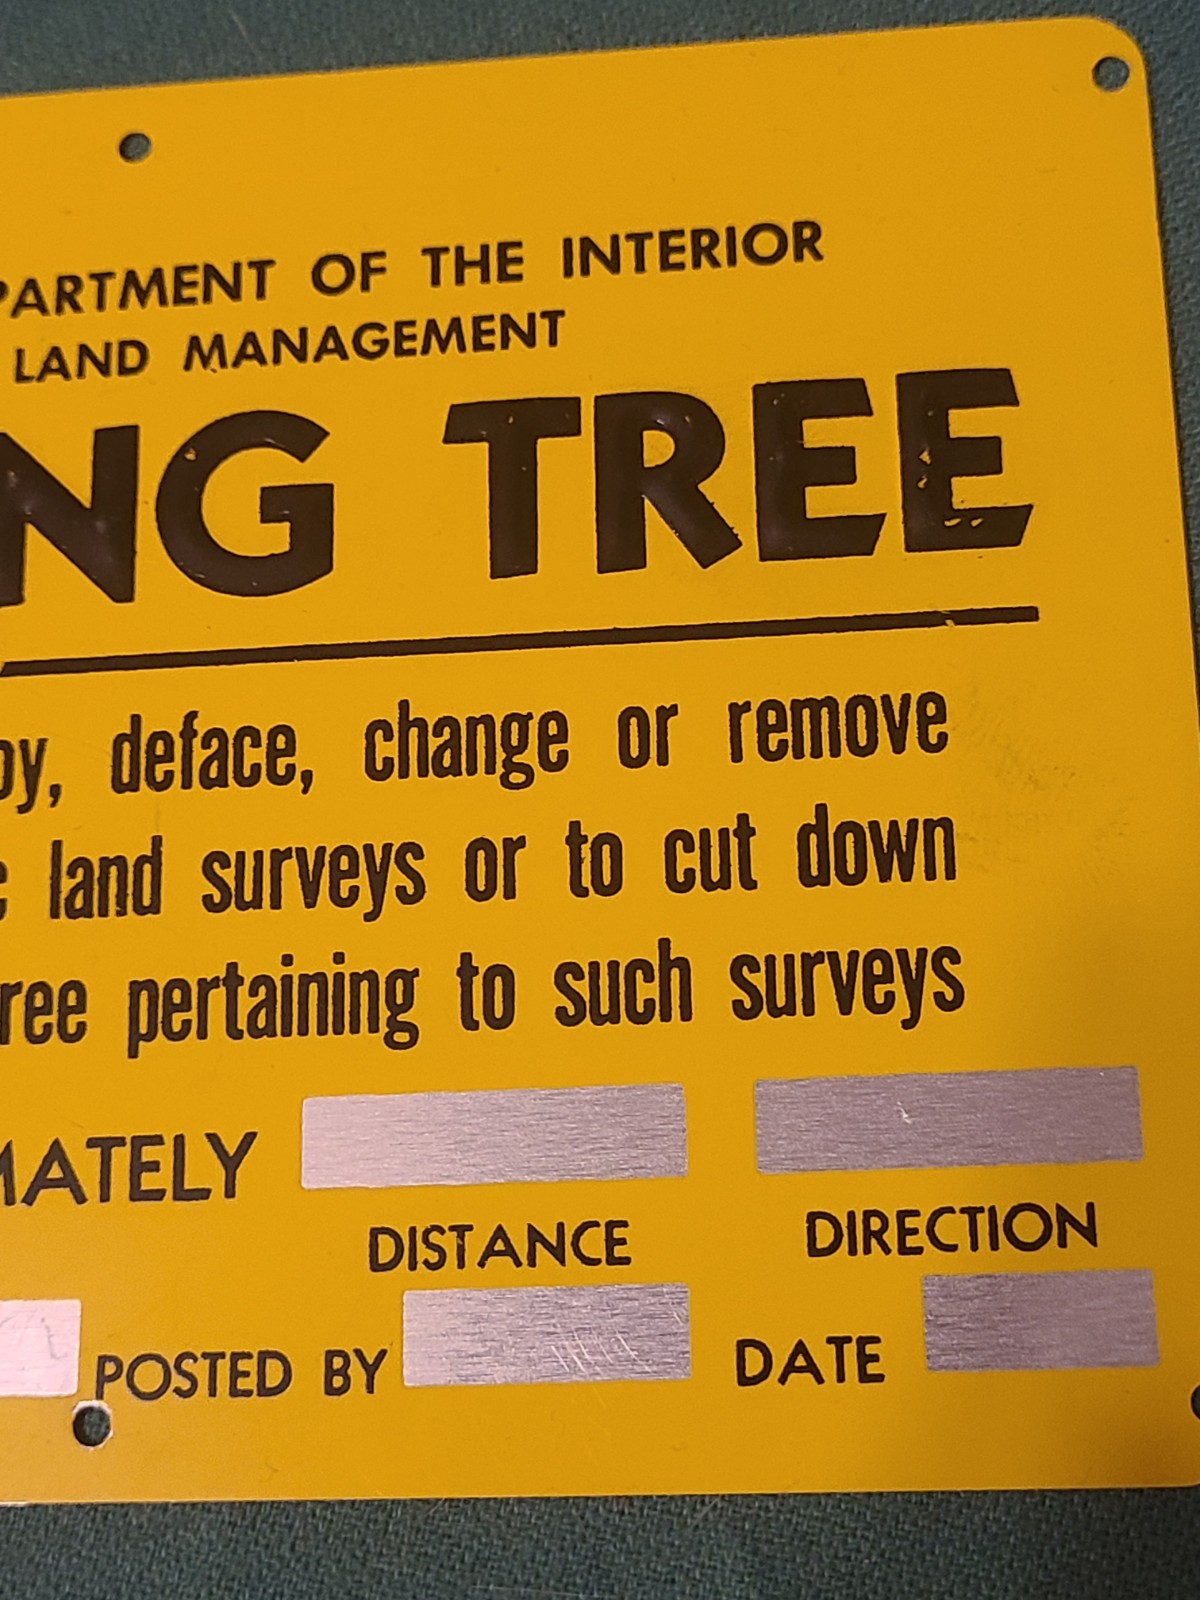 PARTMENT OF THE INTERIOR
LAND MANAGEMENT
NG TREE
oy, deface, change or remove
c land surveys or to cut down
ree pertaining to such surveys
MATELY
DISTANCE DIRECTION
POSTED BY DATE